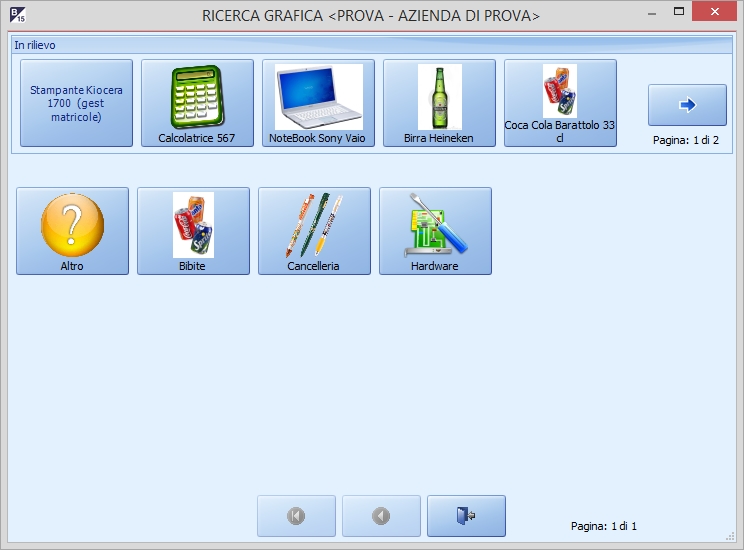 B
15
RICERCA GRAFICA <PROVA - AZIENDA DI PROVA>
In rilievo
Stampante Kiocera
1700 (gest
matricole)
Calcolatrice 567
NoteBook Sony Vaio
Birra Heineken
Coca Cola Barattolo 33
cl
Pagina: 1 di 2
Altro
Bibite
Cancelleria
Hardware
Pagina: 1 di 1